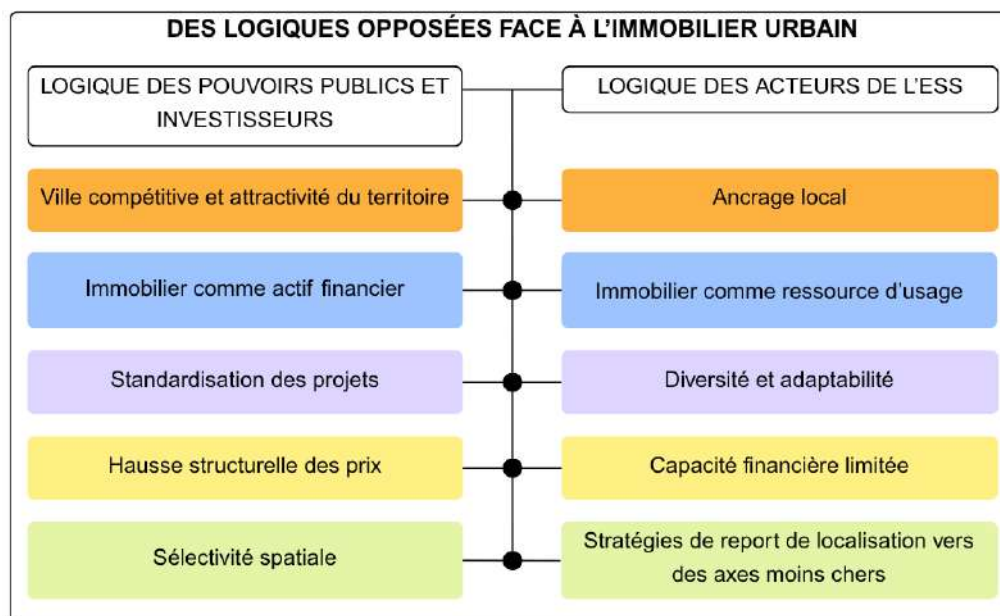 DES LOGIQUES OPPOSÉES FACE À L'IMMOBILIER URBAIN
LOGIQUE DES POUVOIRS PUBLICS ET
INVESTISSEURS
LOGIQUE DES ACTEURS DE L'ESS
Ville compétitive et attractivité du territoire
Ancrage local
Immobilier comme actif financier
Immobilier comme ressource d'usage
Standardisation des projets
Diversité et adaptabilité
Hausse structurelle des prix
Capacité financière limitée
Sélectivité spatiale
Stratégies de report de localisation vers
des axes moins chers